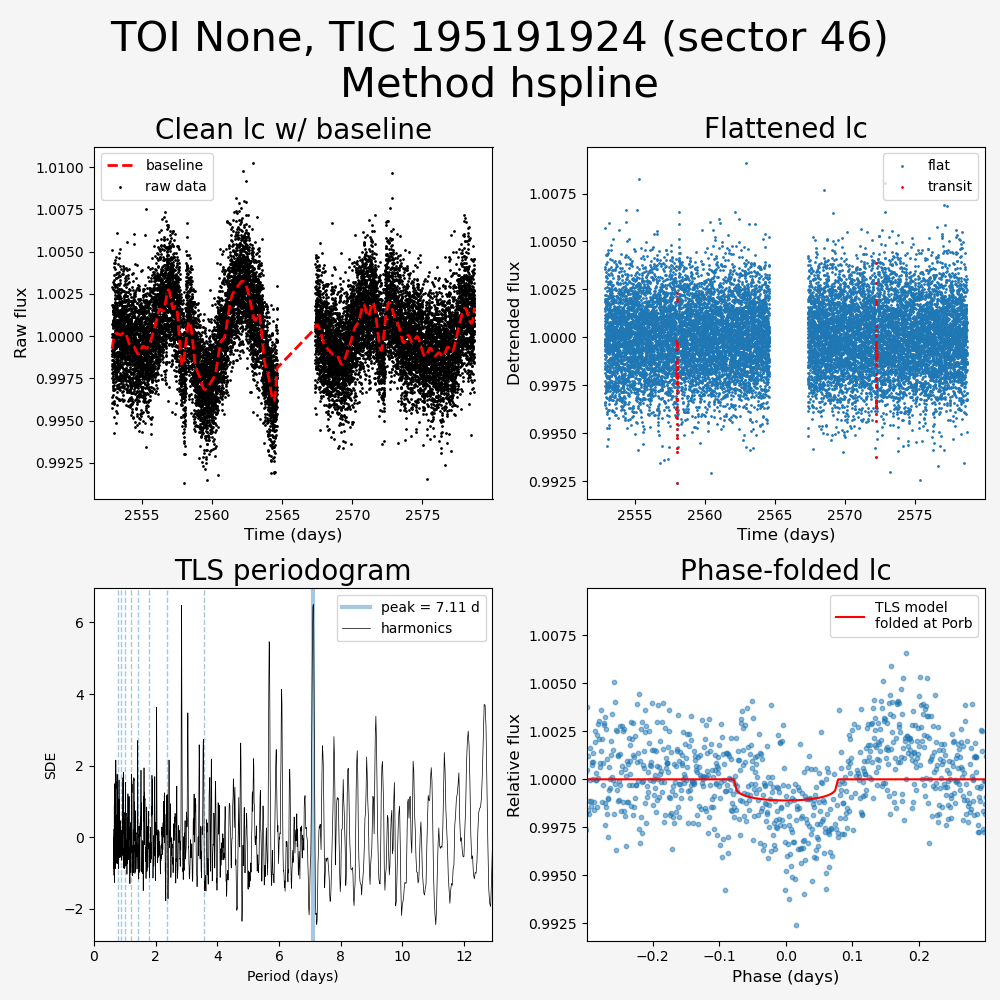 TOI None, TIC 195191924 (sector 46)
Method hspline
Clean lc w/ baseline
baseline
raw data
1.0100
1.0075
1.0050
1.0025
1.0000
0.9975
0.9950
0.9925
Raw flux
2555
2560
2565
2570
2575
Time (days)
Flattened lc
flat
transit
1.0075
1.0050
1.0025
1.0000
0.9975
0.9950
0.9925
Detrended flux
2555
2560
2565
2570
2575
Time (days)
TLS periodogram
peak = 7.11 d
harmonics
6
4
2
0
−2
SDE
0
2
4
6
8
10
12
Period (days)
Phase-folded lc
TLS model
folded at Porb
1.0075
1.0050
1.0025
1.0000
0.9975
0.9950
0.9925
Relative flux
−0.2
−0.1
0.0
0.1
0.2
Phase (days)